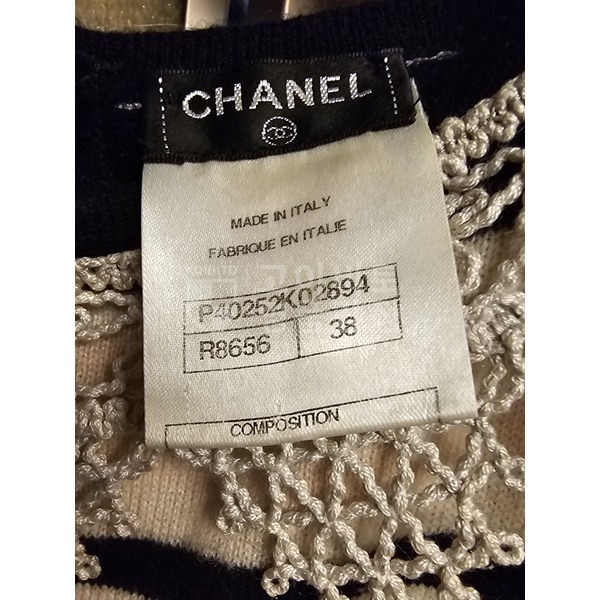 CHANEL
MADE IN ITALY
FABRIQUE EN ITALIE
P40252K02894
R8656 38
COMPOSITION